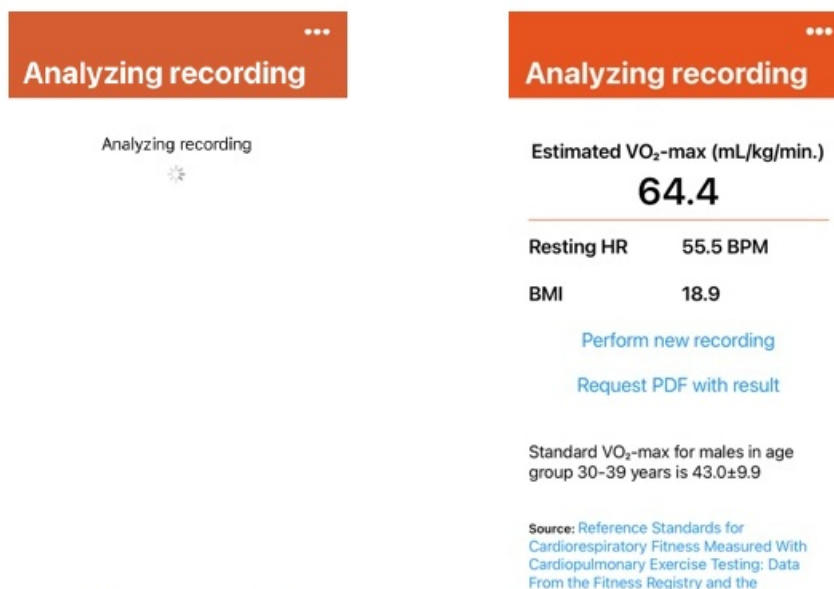 •••
Analyzing recording
Analyzing recording
•••
Analyzing recording
Estimated VO₂-max (mL/kg/min.)
64.4
Resting HR 55.5 BPM
BMI 18.9
Perform new recording
Request PDF with result
Standard VO₂-max for males in age
group 30-39 years is 43.0±9.9
Source: Reference Standards for
Cardiorespiratory Fitness Measured With
Cardiopulmonary Exercise Testing: Data
From the Fitness Registry and the